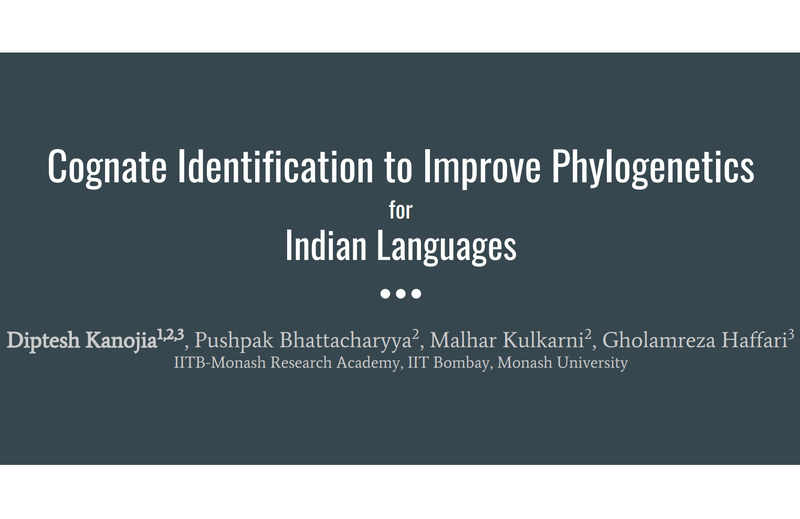 Cognate Identification to Improve Phylogenetics
for
Indian Languages
Diptesh Kanojia1,2,3, Pushpak Bhattacharyya2, Malhar Kulkarni2, Gholamreza Haffari3
IITB-Monash Research Academy, IIT Bombay, Monash University